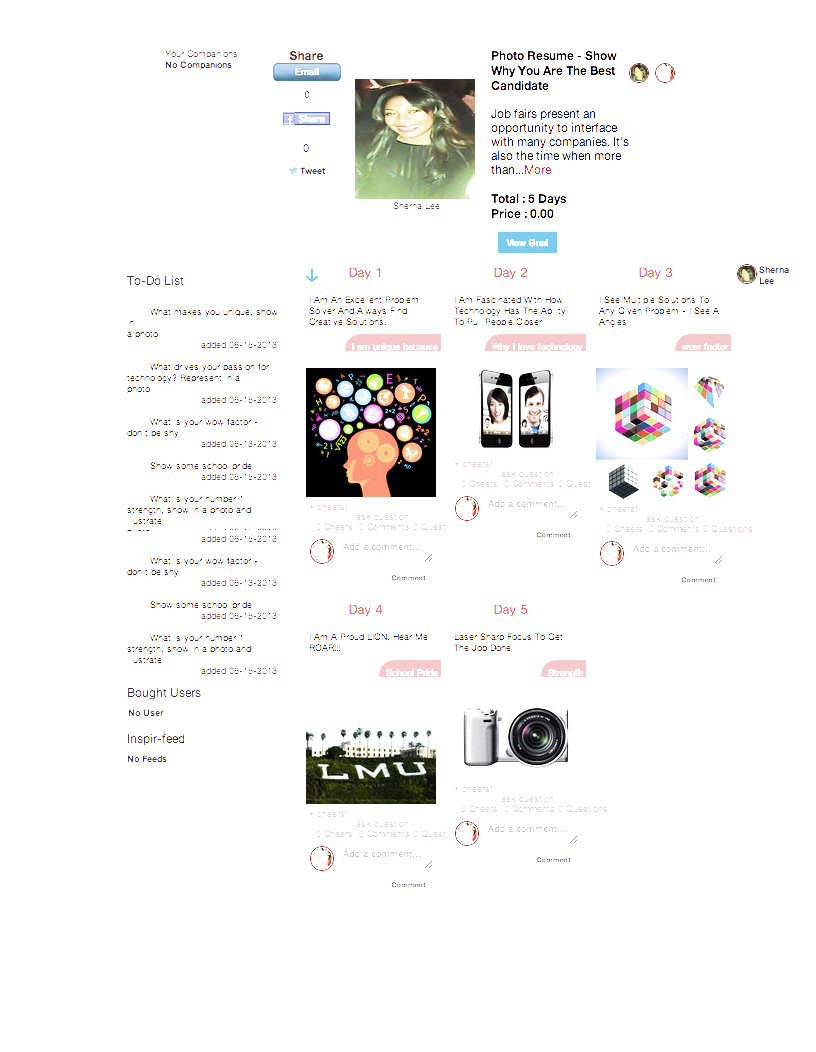 Your Companions
No Companions
Share
Email
0
Share
0
Tweet
Sherna Lee
Photo Resume - Show
Why You Are The Best
Candidate
Job fairs present an
opportunity to interface
with many companies. It's
also the time when more
than...More
Total : 5 Days
Price : 0.00
View Goal
Sherna
Lee
To-Do List
What makes you unique, show
in
a photo
added 06-15-2013
What drives your passion for
technology? Represent in a
photo
added 06-15-2013
What is your wow factor -
don't be shy
added 06-13-2013
Show some school pride
added 06-15-2013
What is your number 1
strength, show in a photo and
illustrate
added 06-15-2013
What is your wow factor -
don't be shy
added 06-13-2013
Show some school pride
added 06-15-2013
What is your number 1
strength, show in a photo and
illustrate
added 06-15-2013
Bought Users
No User
Inspir-feed
No Feeds
Day 1
I Am An Excellent Problem
Solver And Always Find
Creative Solutions.
I am unique because
+ cheers!
ask question
0 Cheers 0 Comments 0 Quest
Add a comment...
Comment
Day 2
I Am Fascinated With How
Technology Has The Ability
To Pull People Closer
Why I love technology
+ cheers!
ask question
0 Cheers 0 Comments 0 Quest
Add a comment...
Comment
Day 3
I See Multiple Solutions To
Any Given Problem - I See A
Angles
wow factor
+ cheers!
ask question
0 Cheers 0 Comments 0 Questions
Add a comment...
Comment
Day 4
I Am A Proud LION. Hear Me
ROAR!!!
School Pride
LMU
+ cheers!
ask question
0 Cheers 0 Comments 0 Quest
Add a comment...
Comment
Day 5
Laser Sharp Focus To Get
The Job Done
Strength
+ cheers!
ask question
0 Cheers 0 Comments 0 Questions
Add a comment...
Comment